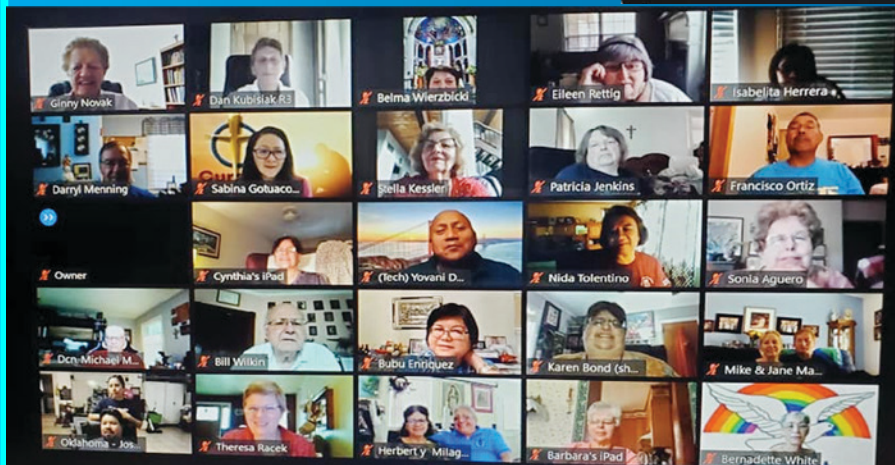 Ginny Novak
Dan Kubisiak R3
Belma Wierzbicki
Eileen Rettig
Isabelita Herrera
Darryl Menning
Sabina Gotuaco...
Stella Kessler
Patricia Jenkins
Francisco Ortiz
Owner
Cynthia's iPad
(Tech) Yovani D...
Nida Tolentino
Sonia Aguero
Dcn-Michael M...
Bill Wilkin
Bubu Enriquez
Karen Bond (sh...
Mike & Jane Ma...
Oklahoma - Jos...
Theresa Racek
Herbert y Milag...
Barbara's iPad
Bernadette White